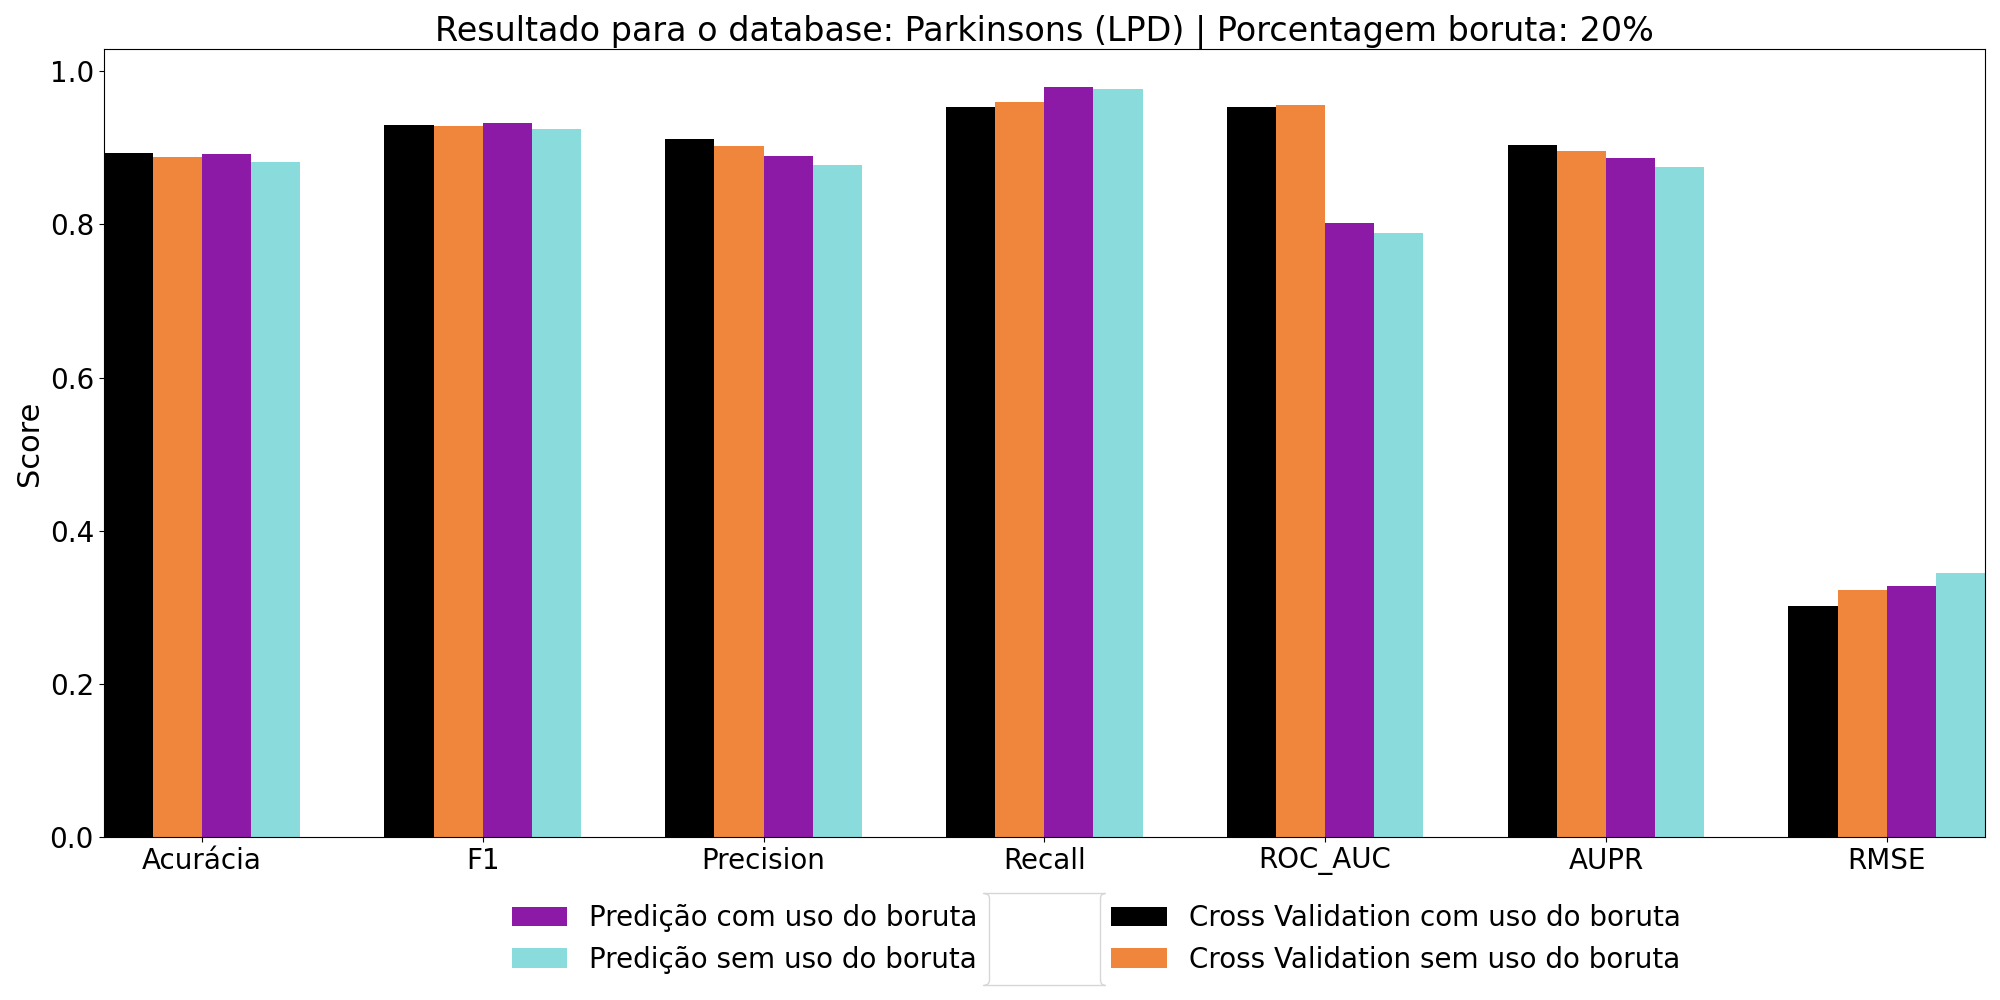 Resultado para o database: Parkinsons (LPD) | Porcentagem boruta: 20%
1.0
0.8
0.6
0.4
0.2
0.0
Score
Acurácia
F1
Precision
Recall
ROC_AUC
AUPR
RMSE
Predição com uso do boruta
Predição sem uso do boruta
Cross Validation com uso do boruta
Cross Validation sem uso do boruta